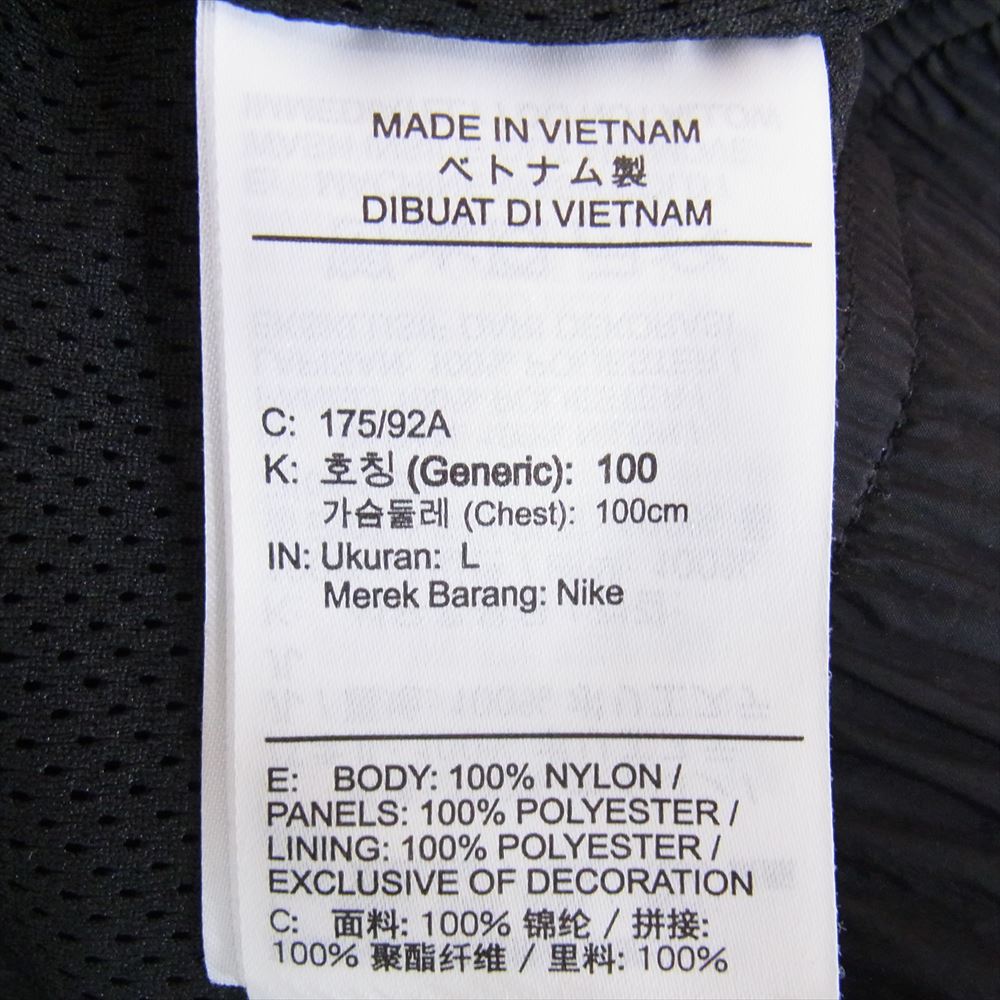 MADE IN VIETNAM
ベトナム製
DIBUAT DI VIETNAM
C: 175/92A
K: 호칭 (Generic): 100
가슴둘레 (Chest): 100cm
IN: Ukuran: L
Merek Barang: Nike
E: BODY: 100% NYLON /
PANELS: 100% POLYESTER /
LINING: 100% POLYESTER /
EXCLUSIVE OF DECORATION
C: 面料: 100% 锦纶 / 拼接:
100% 聚酯纤维 / 里料: 100%